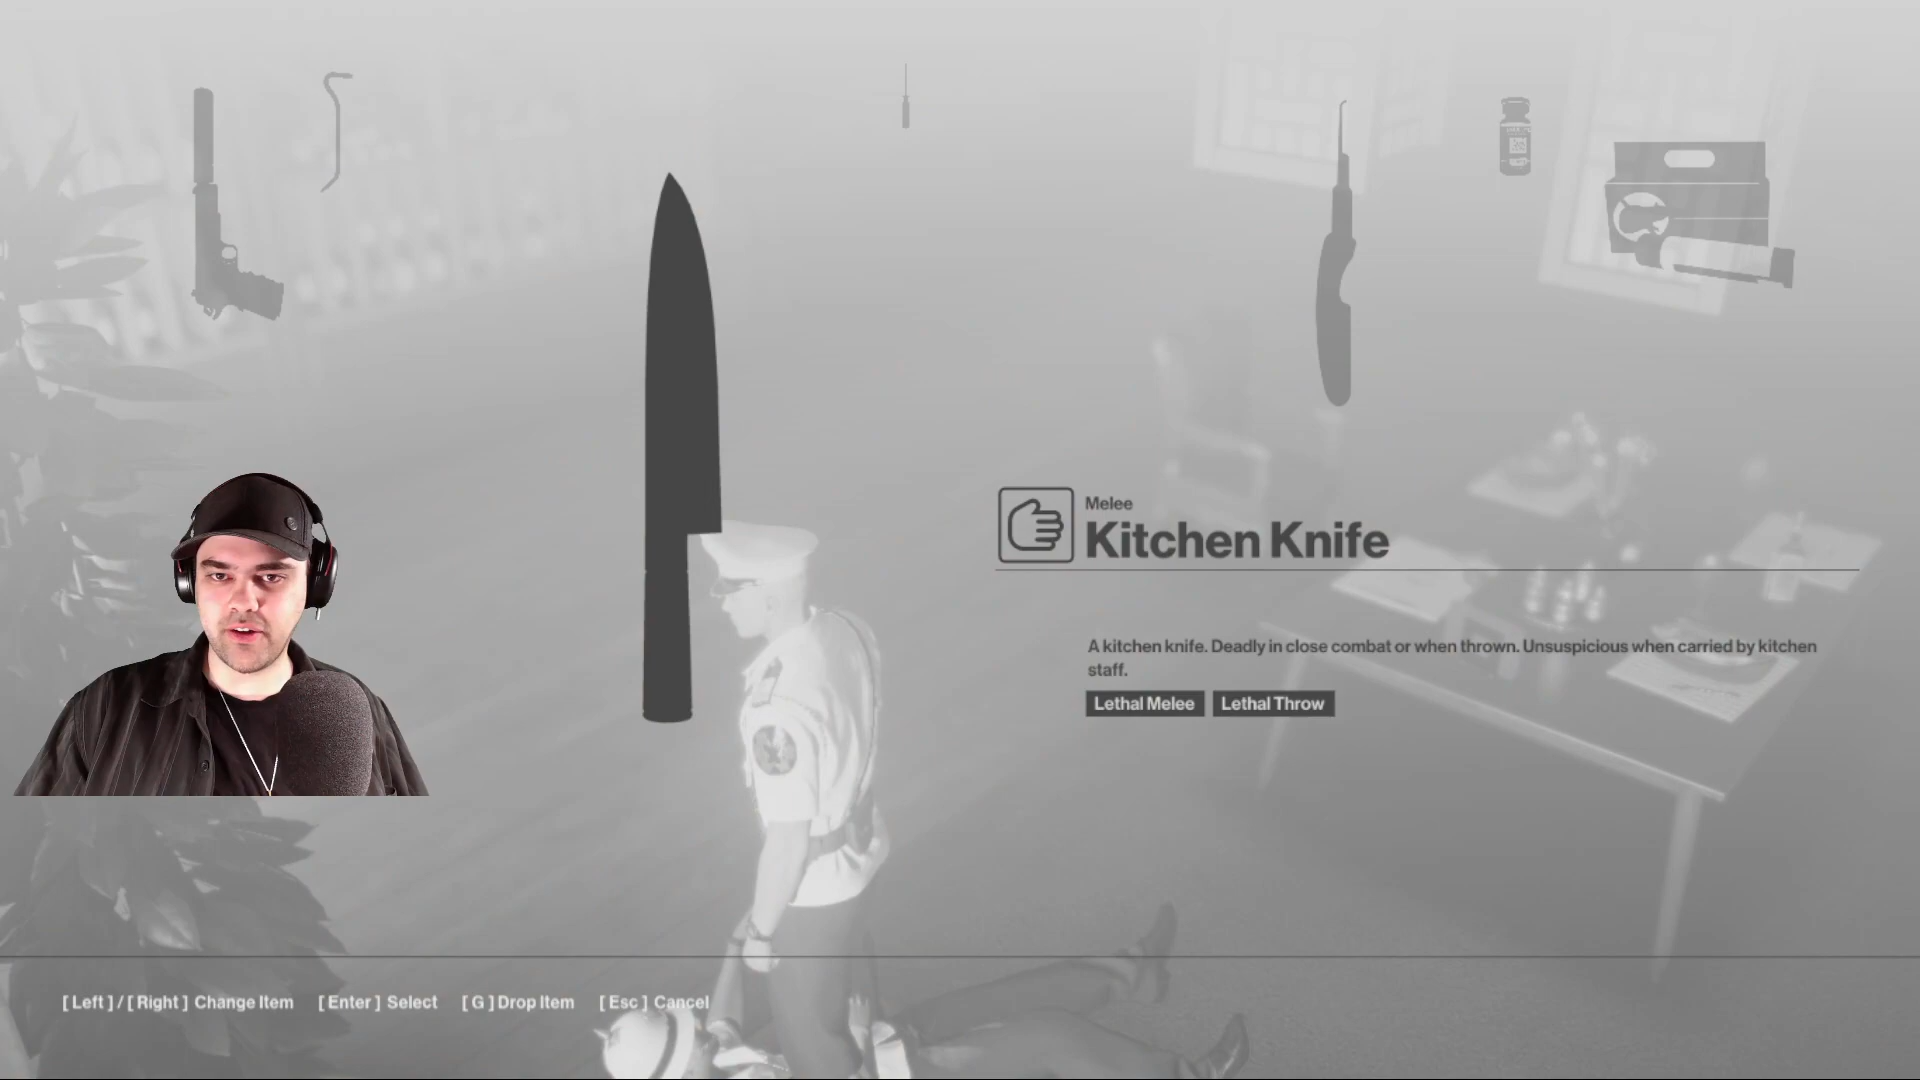 Melee
Kitchen Knife
A kitchen knife. Deadly in close combat or when thrown. Unsuspicious when carried by kitchen
staff.
Lethal Melee Lethal Throw
[ Left ] / [ Right ] Change Item [ Enter ] Select [ G ] Drop Item [ Esc ] Cancel